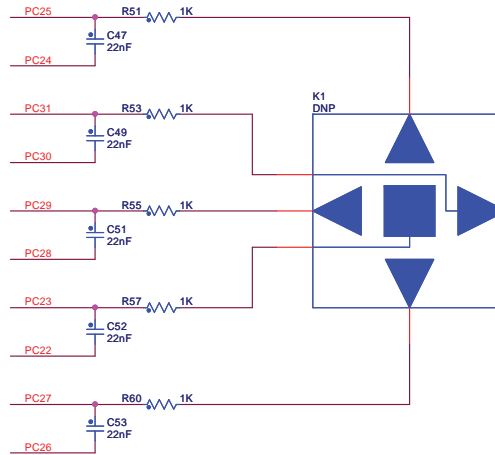 PC25 R51 1K
C47
22nF
PC24
K1
DNP
PC31 R53 1K
C49
22nF
PC30
PC29 R55 1K
C51
22nF
PC28
PC23 R57 1K
C52
22nF
PC22
PC27 R60 1K
C53
22nF
PC26